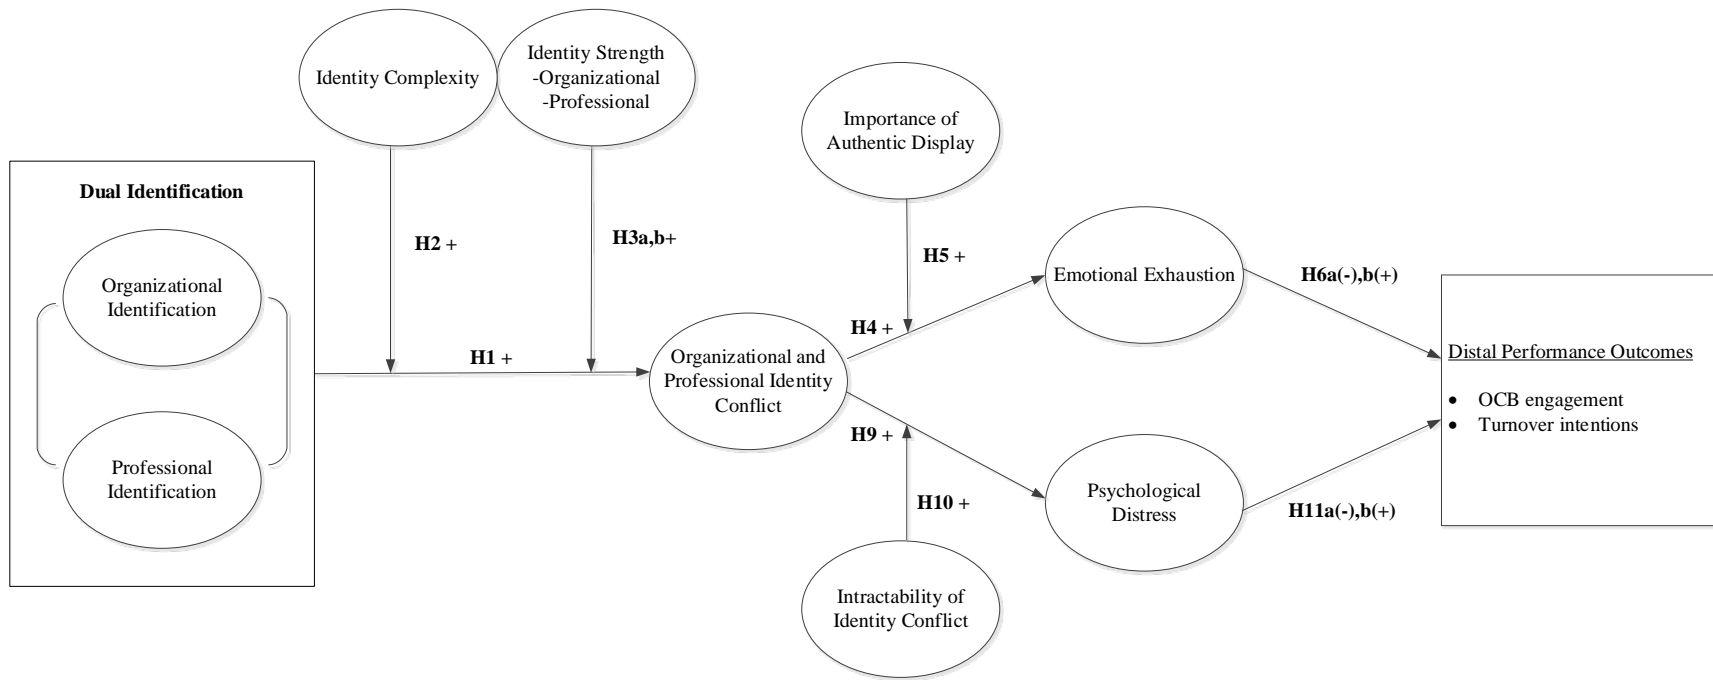 Identity Complexity
Identity Strength
-Organizational
-Professional
Importance of
Authentic Display
Dual Identification
Organizational
Identification
Professional
Identification
H2 +
H3a,b+
H1 +
H5 +
H4 +
Organizational and
Professional Identity
Conflict
H9 +
H10 +
Emotional Exhaustion
Psychological
Distress
Intractability of
Identity Conflict
H6a(-),b(+)
H11a(-),b(+)
Distal Performance Outcomes
• OCB engagement
• Turnover intentions